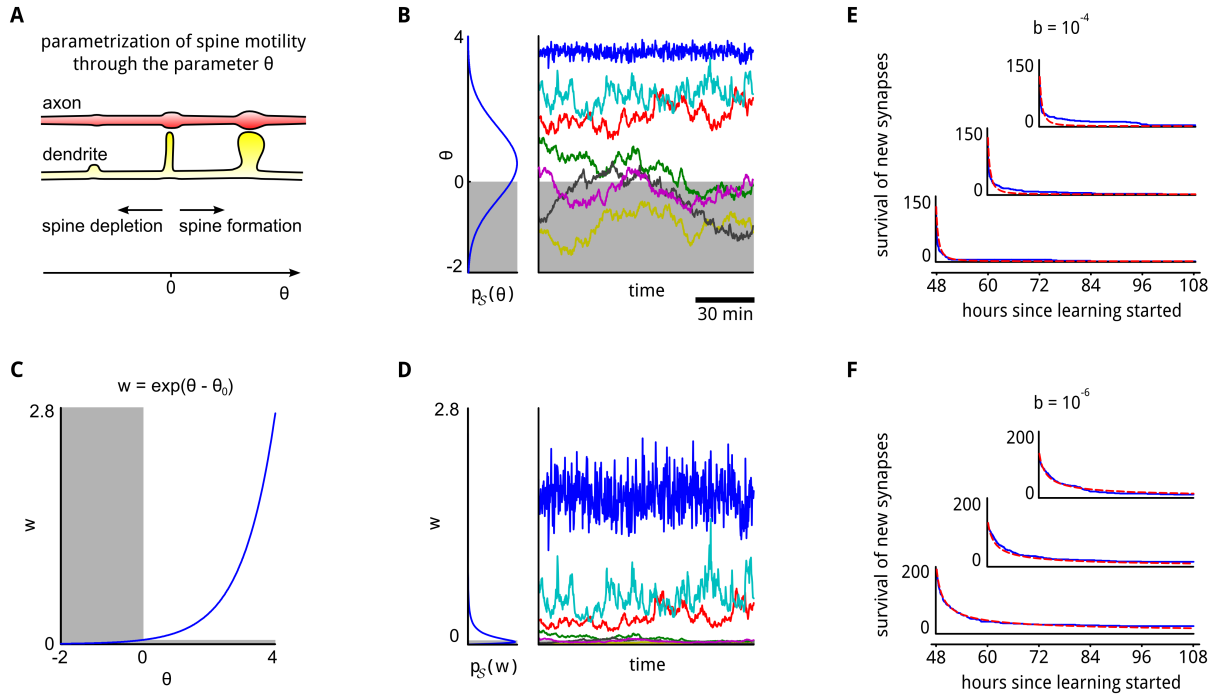 A
parametrization of spine motility
through the parameter θ
axon
dendrite
spine depletion
spine formation
0
θ
B
4
θ
0
-2
p𝒮(θ)
time
30 min
C
w = exp(θ - θ₀)
2.8
w
0
-2
0
4
θ
D
2.8
w
0
p𝒮(w)
time
E
b = 10⁻⁴
survival of new synapses
150
0
150
0
150
0
48 60 72 84 96 108
hours since learning started
F
b = 10⁻⁶
survival of new synapses
200
0
200
0
200
0
48 60 72 84 96 108
hours since learning started